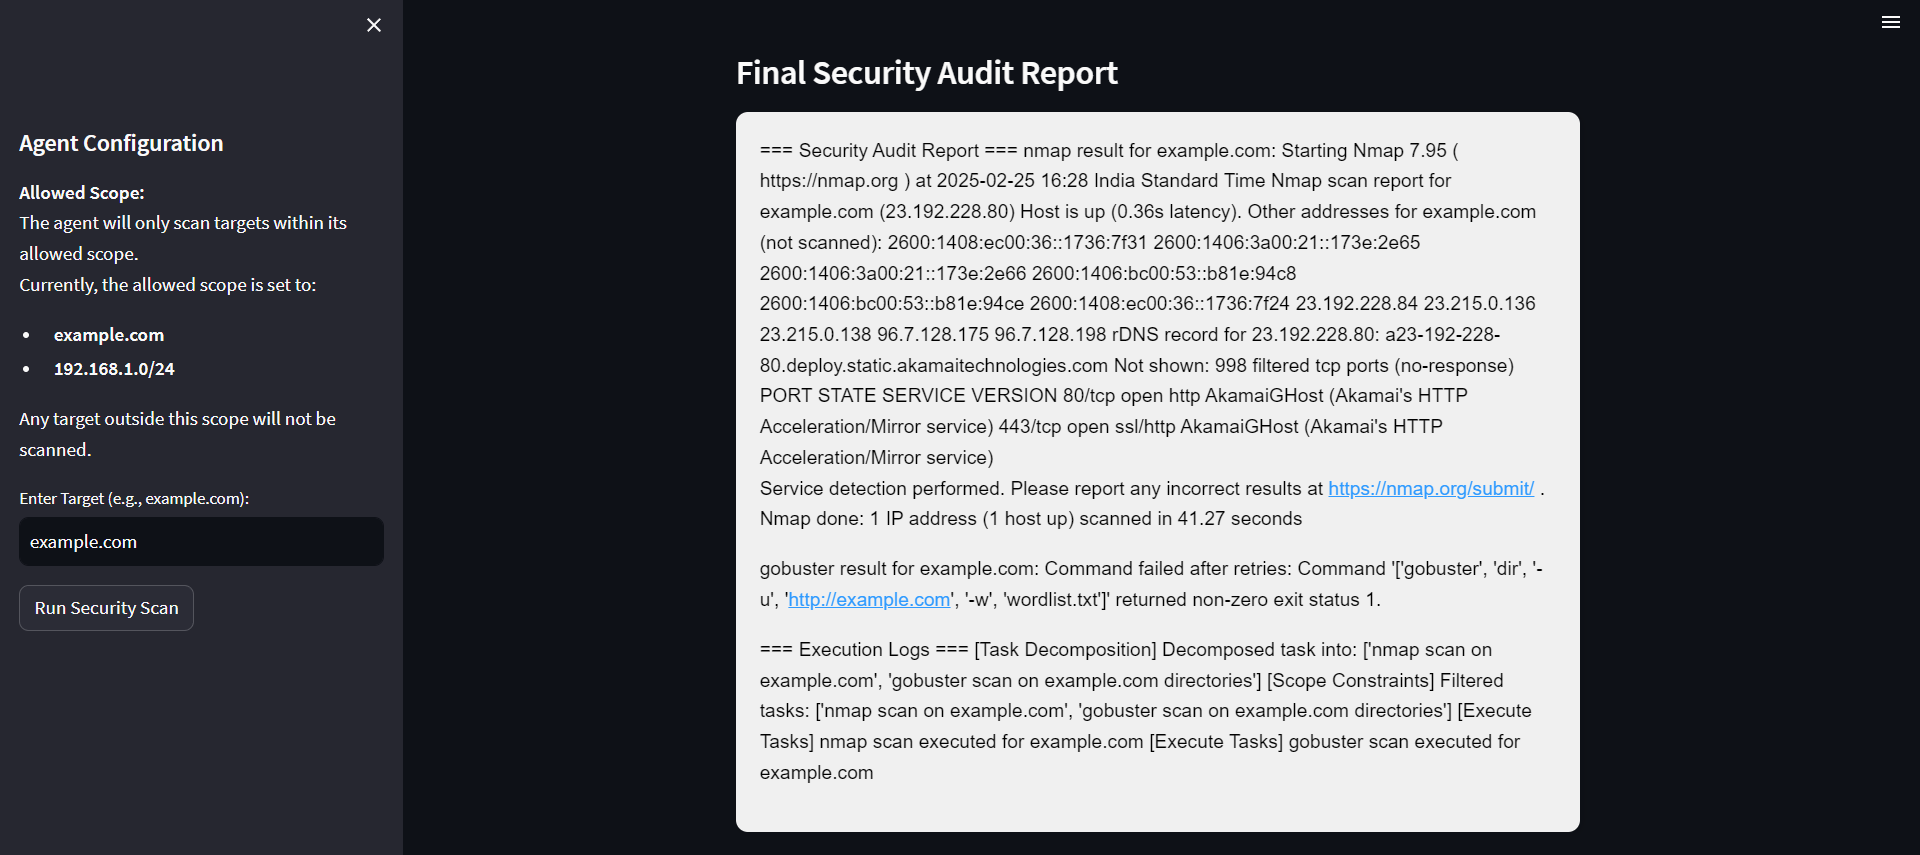 Agent Configuration
Allowed Scope:
The agent will only scan targets within its
allowed scope.
Currently, the allowed scope is set to:
• example.com
• 192.168.1.0/24
Any target outside this scope will not be
scanned.
Enter Target (e.g., example.com):
example.com
Run Security Scan
Final Security Audit Report
=== Security Audit Report === nmap result for example.com: Starting Nmap 7.95 (
https://nmap.org ) at 2025-02-25 16:28 India Standard Time Nmap scan report for
example.com (23.192.228.80) Host is up (0.36s latency). Other addresses for example.com
(not scanned): 2600:1408:ec00:36::1736:7f31 2600:1406:3a00:21::173e:2e65
2600:1406:3a00:21::173e:2e66 2600:1406:bc00:53::b81e:94c8
2600:1406:bc00:53::b81e:94ce 2600:1408:ec00:36::1736:7f24 23.192.228.84 23.215.0.136
23.215.0.138 96.7.128.175 96.7.128.198 rDNS record for 23.192.228.80: a23-192-228-
80.deploy.static.akamaitechnologies.com Not shown: 998 filtered tcp ports (no-response)
PORT STATE SERVICE VERSION 80/tcp open http AkamaiGHost (Akamai's HTTP
Acceleration/Mirror service) 443/tcp open ssl/http AkamaiGHost (Akamai's HTTP
Acceleration/Mirror service)
Service detection performed. Please report any incorrect results at https://nmap.org/submit/ .
Nmap done: 1 IP address (1 host up) scanned in 41.27 seconds
gobuster result for example.com: Command failed after retries: Command '['gobuster', 'dir', '-
u', 'http://example.com', '-w', 'wordlist.txt']' returned non-zero exit status 1.
=== Execution Logs === [Task Decomposition] Decomposed task into: ['nmap scan on
example.com', 'gobuster scan on example.com directories'] [Scope Constraints] Filtered
tasks: ['nmap scan on example.com', 'gobuster scan on example.com directories'] [Execute
Tasks] nmap scan executed for example.com [Execute Tasks] gobuster scan executed for
example.com